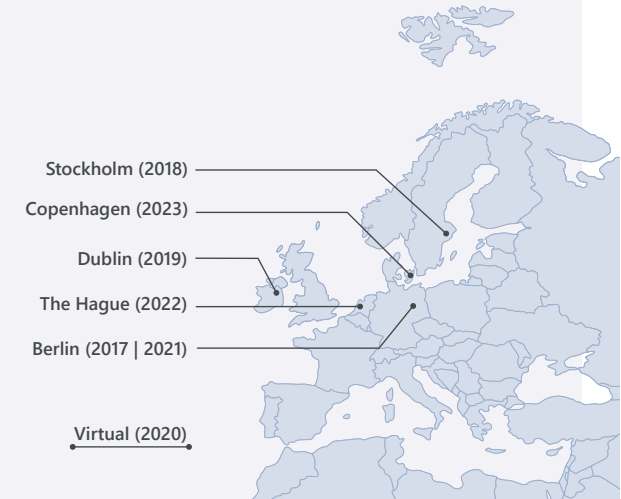 Stockholm (2018)
Copenhagen (2023)
Dublin (2019)
The Hague (2022)
Berlin (2017 | 2021)
Virtual (2020)